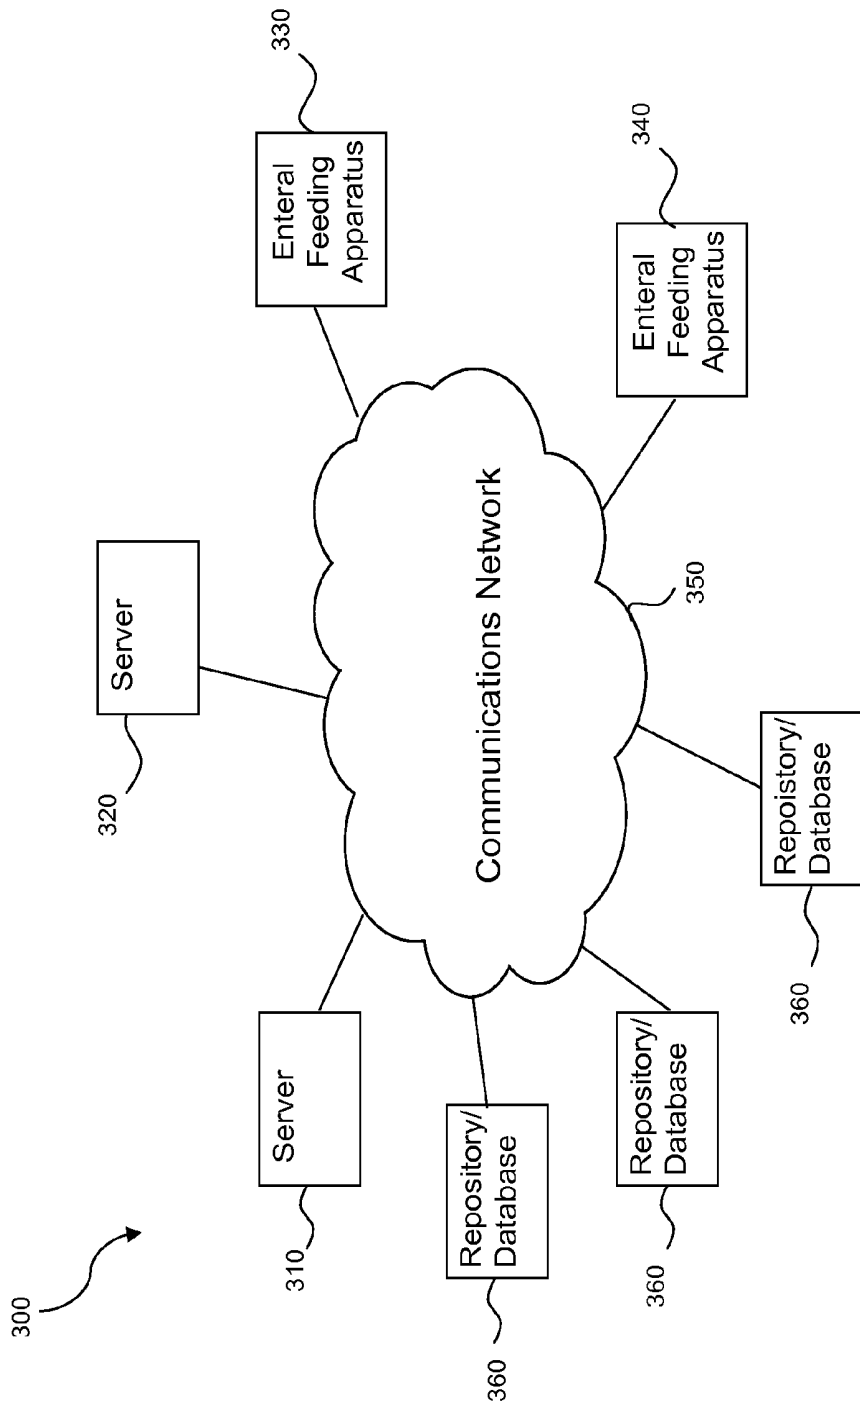 300
310
Server
320
Server
330
Enteral
Feeding
Apparatus
340
Enteral
Feeding
Apparatus
Communications Network
350
360
Repository/
Database
360
Repository/
Database
360
Repoistory/
Database